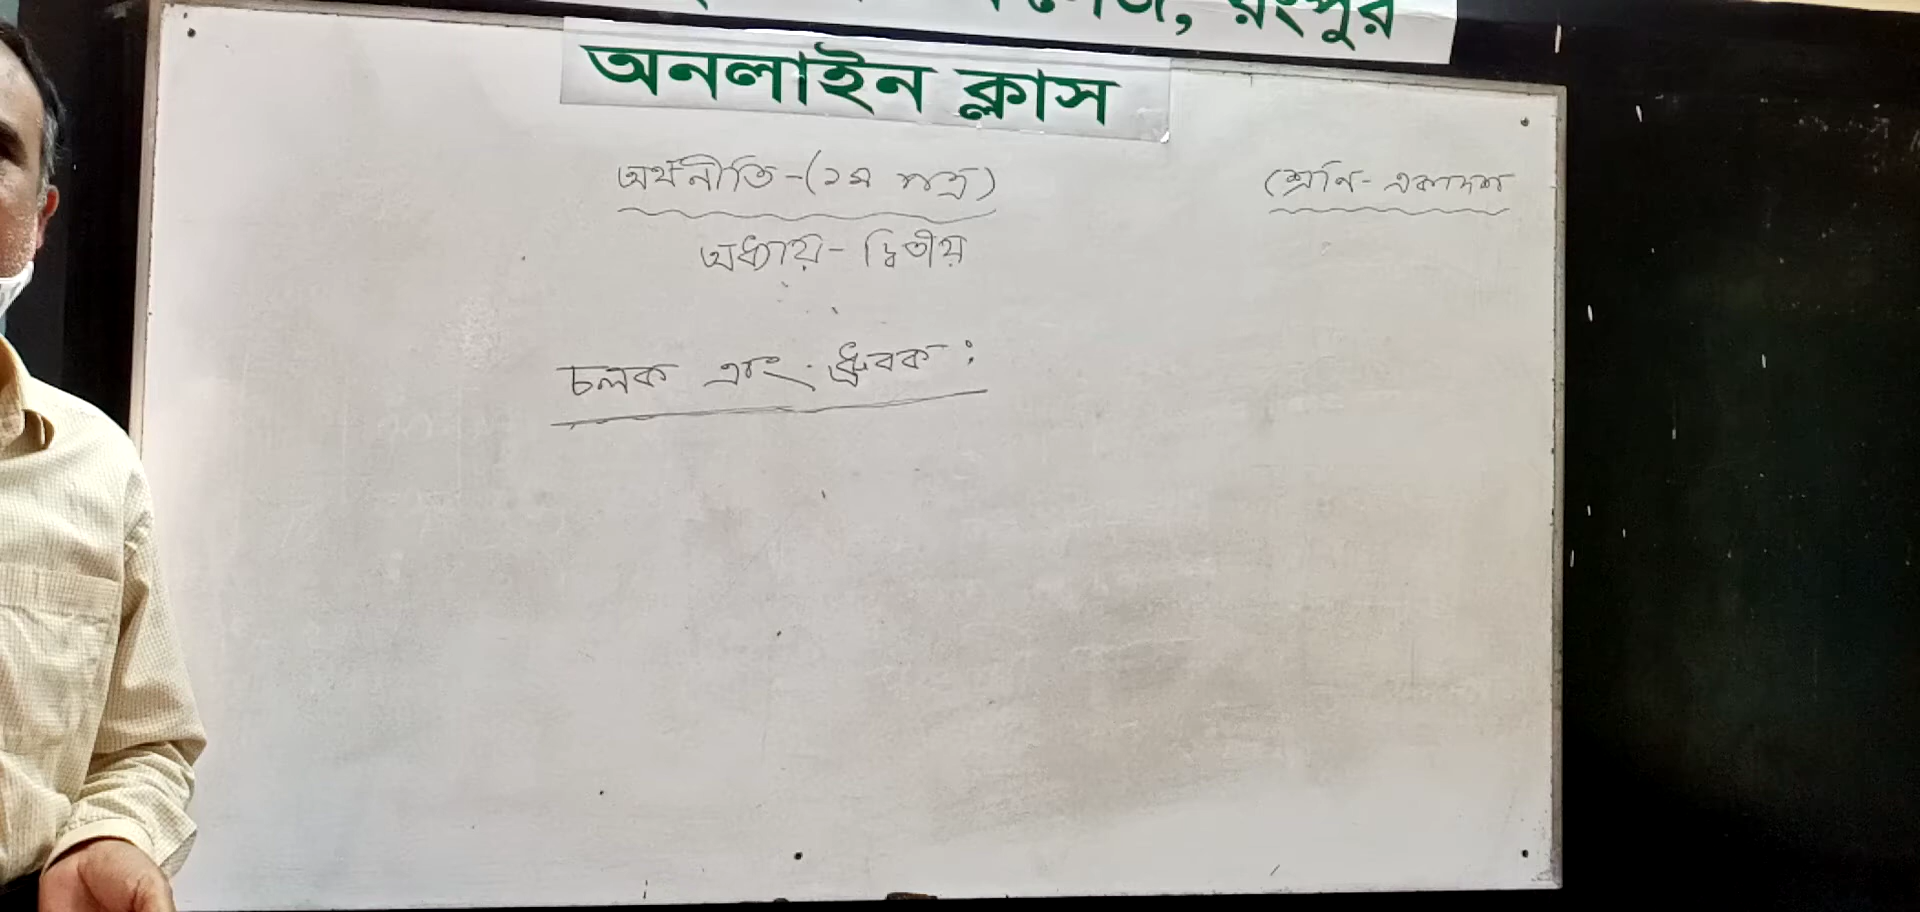 রংপুর
অনলাইন ক্লাস
অর্থনীতি-(১ম পত্র)
শ্রেনি- একাদশ
অধ্যায়- দ্বিতীয়
চলক এবং ধ্রুবক :